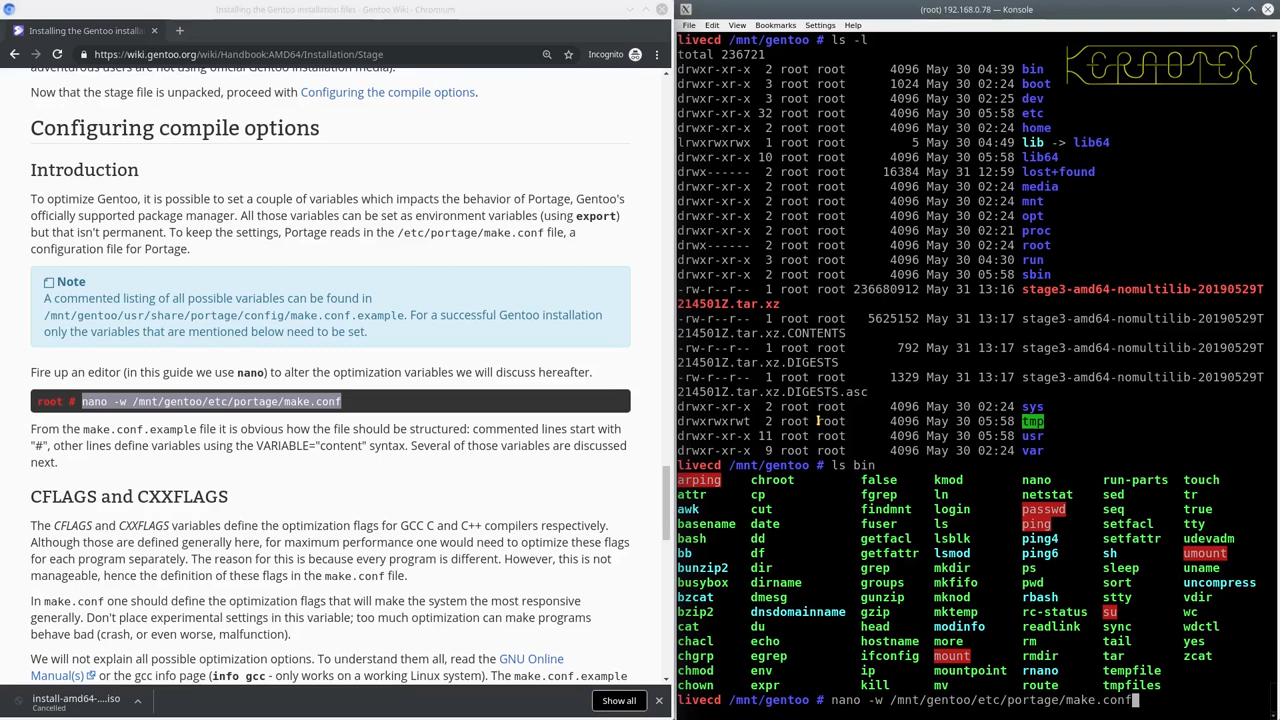 Installing the Gentoo installation files - Gentoo Wiki - Chromium
Installing the Gentoo installa
https://wiki.gentoo.org/wiki/Handbook:AMD64/Installation/Stage
Incognito
adventurous users are not using official Gentoo installation media).
Now that the stage file is unpacked, proceed with Configuring the compile options.
Configuring compile options
Introduction
To optimize Gentoo, it is possible to set a couple of variables which impacts the behavior of Portage, Gentoo's
officially supported package manager. All those variables can be set as environment variables (using export)
but that isn't permanent. To keep the settings, Portage reads in the /etc/portage/make.conf file, a
configuration file for Portage.
Note
A commented listing of all possible variables can be found in
/mnt/gentoo/usr/share/portage/config/make.conf.example. For a successful Gentoo installation
only the variables that are mentioned below need to be set.
Fire up an editor (in this guide we use nano) to alter the optimization variables we will discuss hereafter.
root # nano -w /mnt/gentoo/etc/portage/make.conf
From the make.conf.example file it is obvious how the file should be structured: commented lines start with
"#", other lines define variables using the VARIABLE="content" syntax. Several of those variables are discussed
next.
CFLAGS and CXXFLAGS
The CFLAGS and CXXFLAGS variables define the optimization flags for GCC C and C++ compilers respectively.
Although those are defined generally here, for maximum performance one would need to optimize these flags
for each program separately. The reason for this is because every program is different. However, this is not
manageable, hence the definition of these flags in the make.conf file.
In make.conf one should define the optimization flags that will make the system the most responsive
generally. Don't place experimental settings in this variable; too much optimization can make programs
behave bad (crash, or even worse, malfunction).
We will not explain all possible optimization options. To understand them all, read the GNU Online
Manual(s) or the gcc info page (info gcc - only works on a working Linux system). The make.conf.example
install-amd64-....iso
Cancelled
Show all
(root) 192.168.0.78 — Konsole
File Edit View Bookmarks Settings Help
KEROTEX
livecd /mnt/gentoo # ls -l
total 236721
drwxr-xr-x 2 root root 4096 May 30 04:39 bin
drwxr-xr-x 3 root root 1024 May 30 02:24 boot
drwxr-xr-x 3 root root 4096 May 30 02:25 dev
drwxr-xr-x 32 root root 4096 May 30 05:58 etc
drwxr-xr-x 2 root root 4096 May 30 02:24 home
lrwxrwxrwx 1 root root 5 May 30 04:49 lib -> lib64
drwxr-xr-x 10 root root 4096 May 30 05:58 lib64
drwx------ 2 root root 16384 May 31 12:59 lost+found
drwxr-xr-x 2 root root 4096 May 30 02:24 media
drwxr-xr-x 2 root root 4096 May 30 02:24 mnt
drwxr-xr-x 2 root root 4096 May 30 02:24 opt
drwxr-xr-x 2 root root 4096 May 30 02:21 proc
drwx------ 2 root root 4096 May 30 02:24 root
drwxr-xr-x 3 root root 4096 May 30 04:30 run
drwxr-xr-x 2 root root 4096 May 30 05:58 sbin
-rw-r--r-- 1 root root 236680912 May 31 13:16 stage3-amd64-nomultilib-20190529T
214501Z.tar.xz
-rw-r--r-- 1 root root 5625152 May 31 13:17 stage3-amd64-nomultilib-20190529T
214501Z.tar.xz.CONTENTS
-rw-r--r-- 1 root root 792 May 31 13:17 stage3-amd64-nomultilib-20190529T
214501Z.tar.xz.DIGESTS
-rw-r--r-- 1 root root 1329 May 31 13:17 stage3-amd64-nomultilib-20190529T
214501Z.tar.xz.DIGESTS.asc
drwxr-xr-x 2 root root 4096 May 30 02:24 sys
drwxrwxrwt 2 root root 4096 May 30 05:58 tmp
drwxr-xr-x 11 root root 4096 May 30 05:58 usr
drwxr-xr-x 9 root root 4096 May 30 02:24 var
livecd /mnt/gentoo # ls bin
arping chroot false kmod nano run-parts touch
attr cp fgrep ln netstat sed tr
awk cut findmnt login passwd seq true
basename date fuser ls ping setfacl tty
bash dd getfacl lsblk ping4 setfattr udevadm
bb df getfattr lsmod ping6 sh umount
bunzip2 dir grep mkdir ps sleep uname
busybox dirname groups mkfifo pwd sort uncompress
bzcat dmesg gunzip mknod rbash stty vdir
bzip2 dnsdomainname gzip mktemp rc-status su wc
cat du head modinfo readlink sync wdctl
chacl echo hostname more rm tail yes
chgrp egrep ifconfig mount rmdir tar zcat
chmod env ip mountpoint rnano tempfile
chown expr kill mv route tmpfiles
livecd /mnt/gentoo # nano -w /mnt/gentoo/etc/portage/make.conf